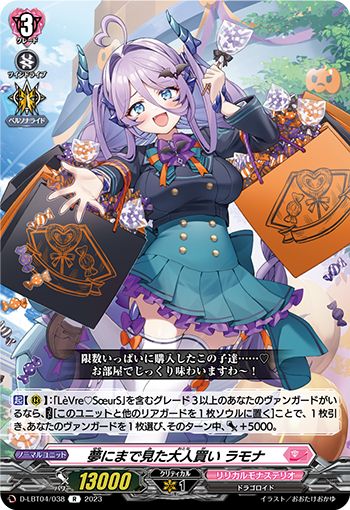 3
グレード
ツインドライブ
ペルソナライド
限数いっぱいに購入したこの子達……♡
お部屋でじっくり味わいますわ～！
起【R】：「LèVre♡SœurS」を含むグレード3以上のあなたのヴァンガードがいるなら、【このユニットと他のリアガードを1枚ソウルに置く】ことで、1枚引き、あなたのヴァンガードを1枚選び、そのターン中、+5000。
ノーマルユニット
夢にまで見た大人買い ラモナ
パワー
13000
クリティカル
1
リリカルモナステリオ
ドラゴロイド
D-LBT04/038 R 2023
イラスト/おおたけおかゆ